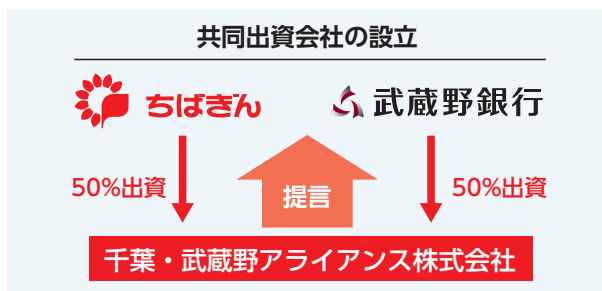 共同出資会社の設立
ちばぎん 武蔵野銀行
50%出資 提言 50%出資
千葉・武蔵野アライアンス株式会社